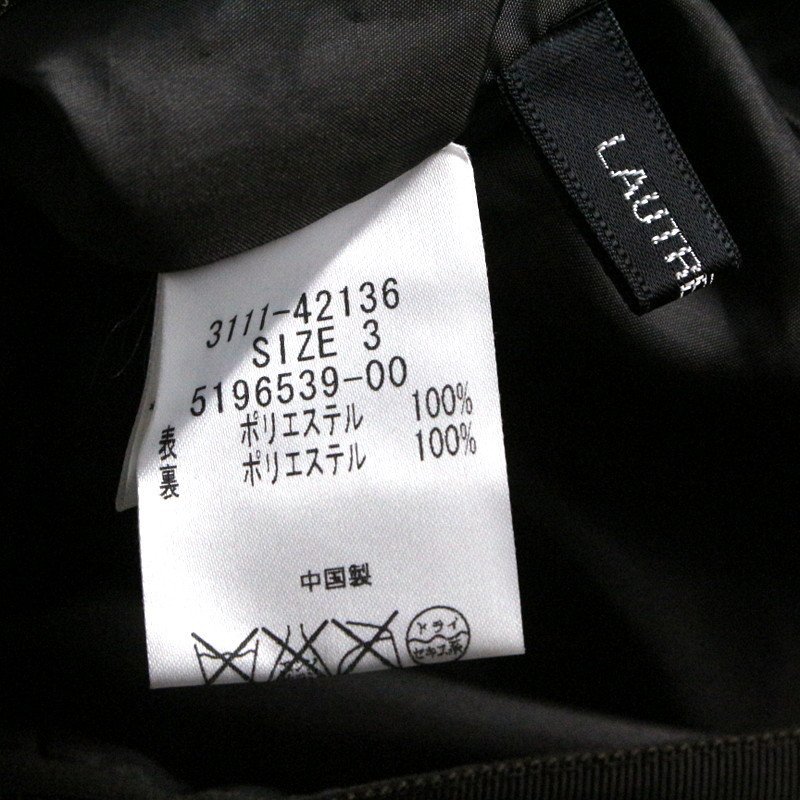 LAUTRE
3111-42136
SIZE 3
5196539-00
表 ポリエステル 100%
裏 ポリエステル 100%
中国製
ドライ
セキユ系